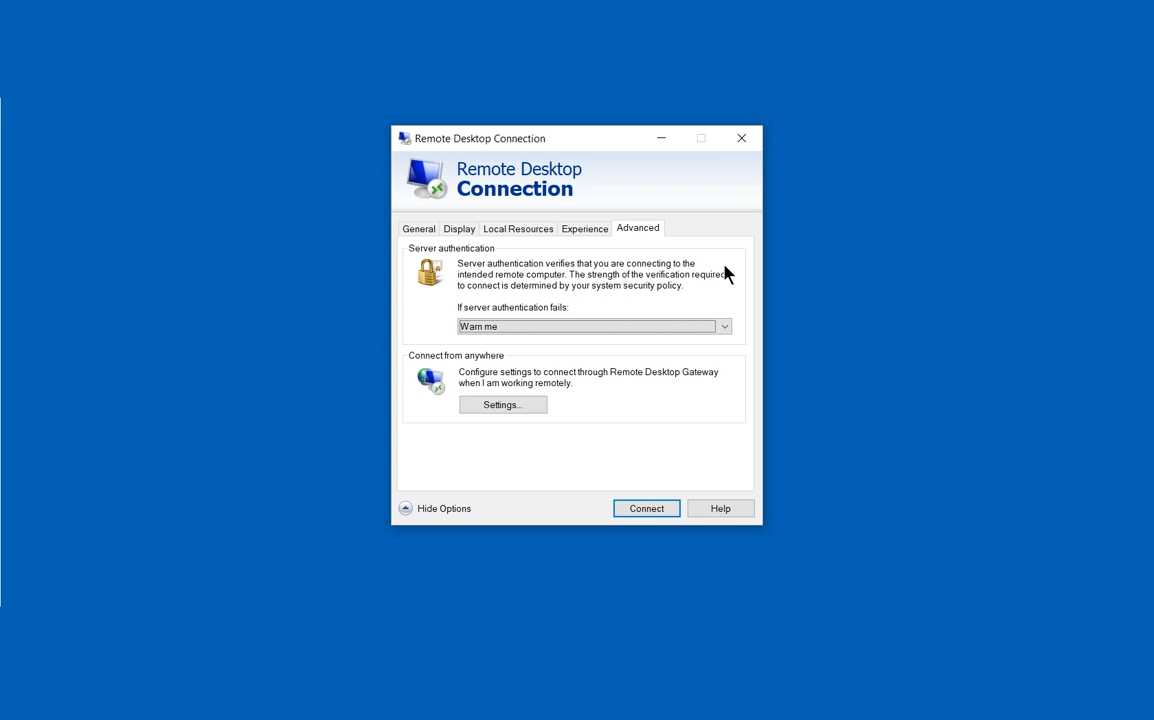 Remote Desktop Connection
Remote Desktop
Connection
General Display Local Resources Experience Advanced
Server authentication
Server authentication verifies that you are connecting to the
intended remote computer. The strength of the verification required
to connect is determined by your system security policy.
If server authentication fails:
Warn me
Connect from anywhere
Configure settings to connect through Remote Desktop Gateway
when I am working remotely.
Settings...
Hide Options Connect Help